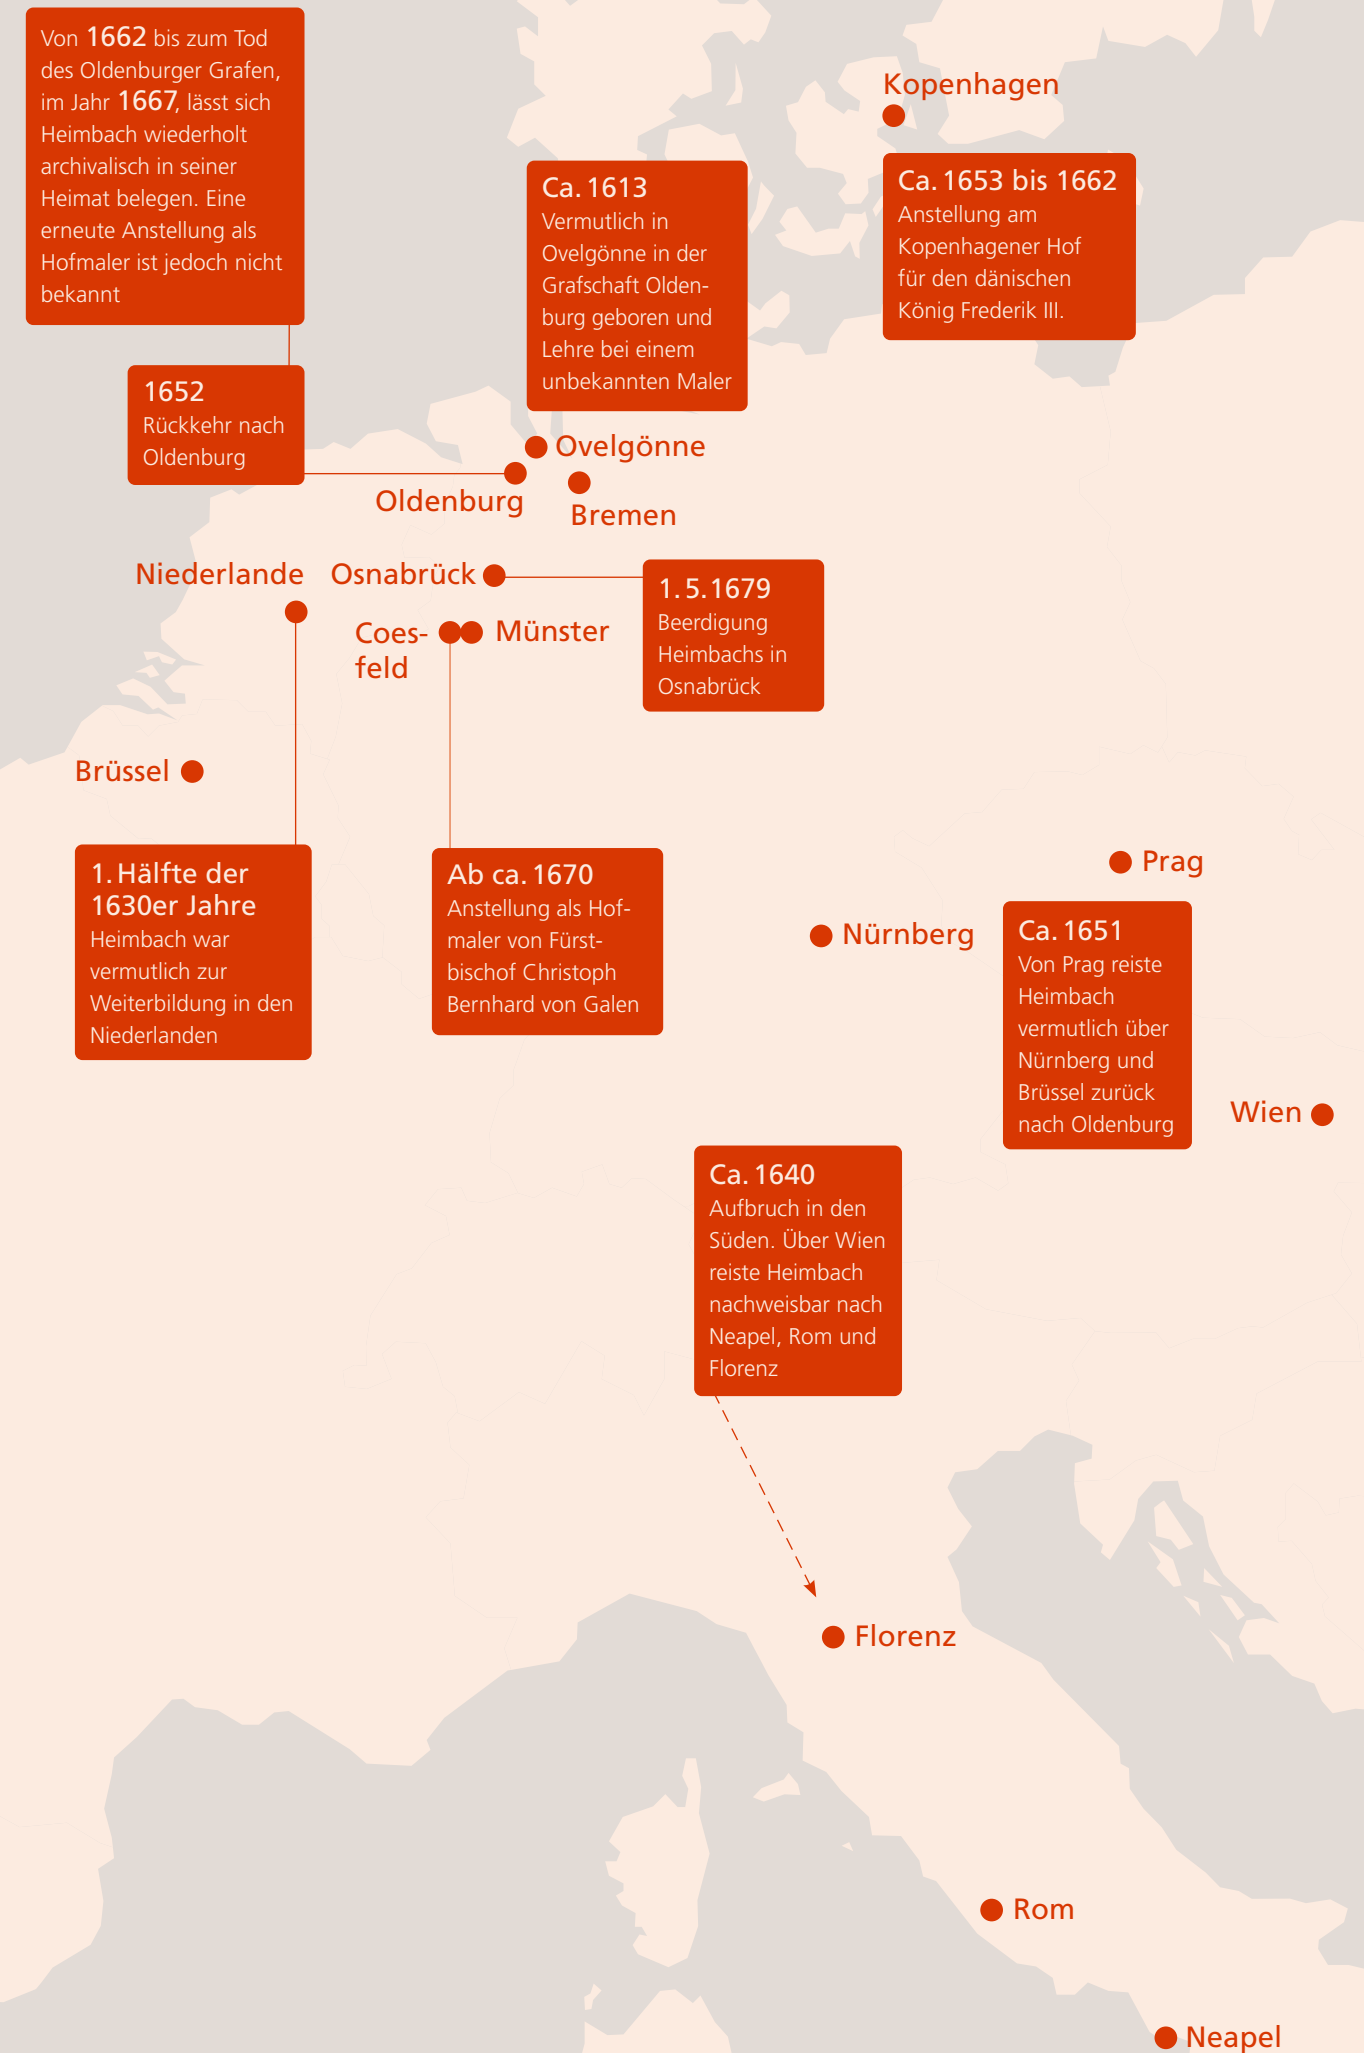 Von 1662 bis zum Tod
des Oldenburger Grafen,
im Jahr 1667, lässt sich
Heimbach wiederholt
archivalisch in seiner
Heimat belegen. Eine
erneute Anstellung als
Hofmaler ist jedoch nicht
bekannt
Kopenhagen
Ca. 1653 bis 1662
Anstellung am
Kopenhagener Hof
für den dänischen
König Frederik III.
Ca. 1613
Vermutlich in
Ovelgönne in der
Grafschaft Olden-
burg geboren und
Lehre bei einem
unbekannten Maler
1652
Rückkehr nach
Oldenburg
Ovelgönne
Oldenburg
Bremen
Niederlande
Osnabrück
1. 5. 1679
Beerdigung
Heimbachs in
Osnabrück
Coes-
feld
Münster
Brüssel
1. Hälfte der
1630er Jahre
Heimbach war
vermutlich zur
Weiterbildung in den
Niederlanden
Ab ca. 1670
Anstellung als Hof-
maler von Fürst-
bischof Christoph
Bernhard von Galen
Prag
Nürnberg
Ca. 1651
Von Prag reiste
Heimbach
vermutlich über
Nürnberg und
Brüssel zurück
nach Oldenburg
Wien
Ca. 1640
Aufbruch in den
Süden. Über Wien
reiste Heimbach
nachweisbar nach
Neapel, Rom und
Florenz
Florenz
Rom
Neapel